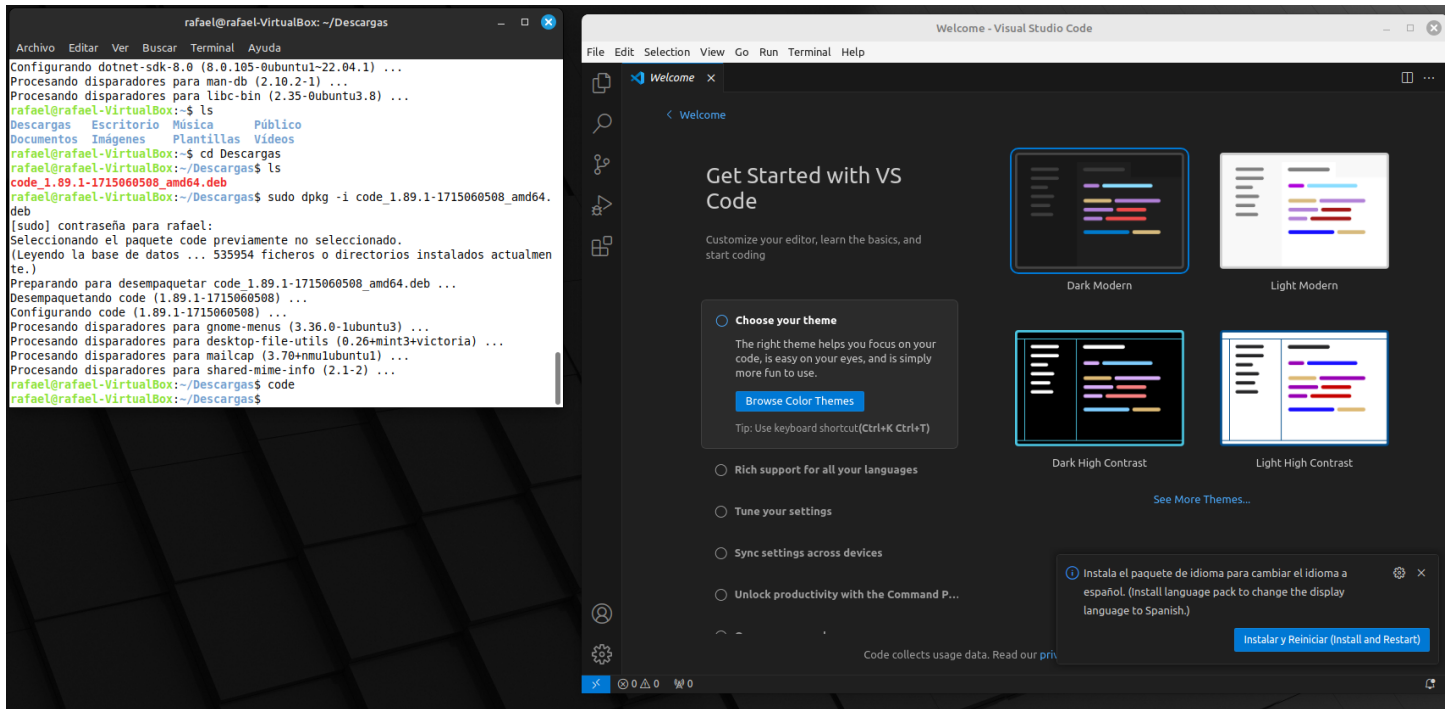 rafael@rafael-VirtualBox: ~/Descargas
Archivo Editar Ver Buscar Terminal Ayuda
Configurando dotnet-sdk-8.0 (8.0.105-0ubuntu1~22.04.1) ...
Procesando disparadores para man-db (2.10.2-1) ...
Procesando disparadores para libc-bin (2.35-0ubuntu3.8) ...
rafael@rafael-VirtualBox:~$ ls
Descargas Escritorio Música Público
Documentos Imágenes Plantillas Vídeos
rafael@rafael-VirtualBox:~$ cd Descargas
rafael@rafael-VirtualBox:~/Descargas$ ls
code_1.89.1-1715060508_amd64.deb
rafael@rafael-VirtualBox:~/Descargas$ sudo dpkg -i code_1.89.1-1715060508_amd64.
deb
[sudo] contraseña para rafael:
Seleccionando el paquete code previamente no seleccionado.
(Leyendo la base de datos ... 535954 ficheros o directorios instalados actualmen
te.)
Preparando para desempaquetar code_1.89.1-1715060508_amd64.deb ...
Desempaquetando code (1.89.1-1715060508) ...
Configurando code (1.89.1-1715060508) ...
Procesando disparadores para gnome-menus (3.36.0-1ubuntu3) ...
Procesando disparadores para desktop-file-utils (0.26+mint3+victoria) ...
Procesando disparadores para mailcap (3.70+nmu1ubuntu1) ...
Procesando disparadores para shared-mime-info (2.1-2) ...
rafael@rafael-VirtualBox:~/Descargas$ code
rafael@rafael-VirtualBox:~/Descargas$
Welcome - Visual Studio Code
File Edit Selection View Go Run Terminal Help
Welcome
Welcome
Get Started with VS
Code
Customize your editor, learn the basics, and
start coding
Choose your theme
The right theme helps you focus on your
code, is easy on your eyes, and is simply
more fun to use.
Browse Color Themes
Tip: Use keyboard shortcut(Ctrl+K Ctrl+T)
Rich support for all your languages
Tune your settings
Sync settings across devices
Unlock productivity with the Command P...
Dark Modern
Light Modern
Dark High Contrast
Light High Contrast
See More Themes...
Instala el paquete de idioma para cambiar el idioma a
español. (Install language pack to change the display
language to Spanish.)
Instalar y Reiniciar (Install and Restart)
Code collects usage data. Read our
0 0 0